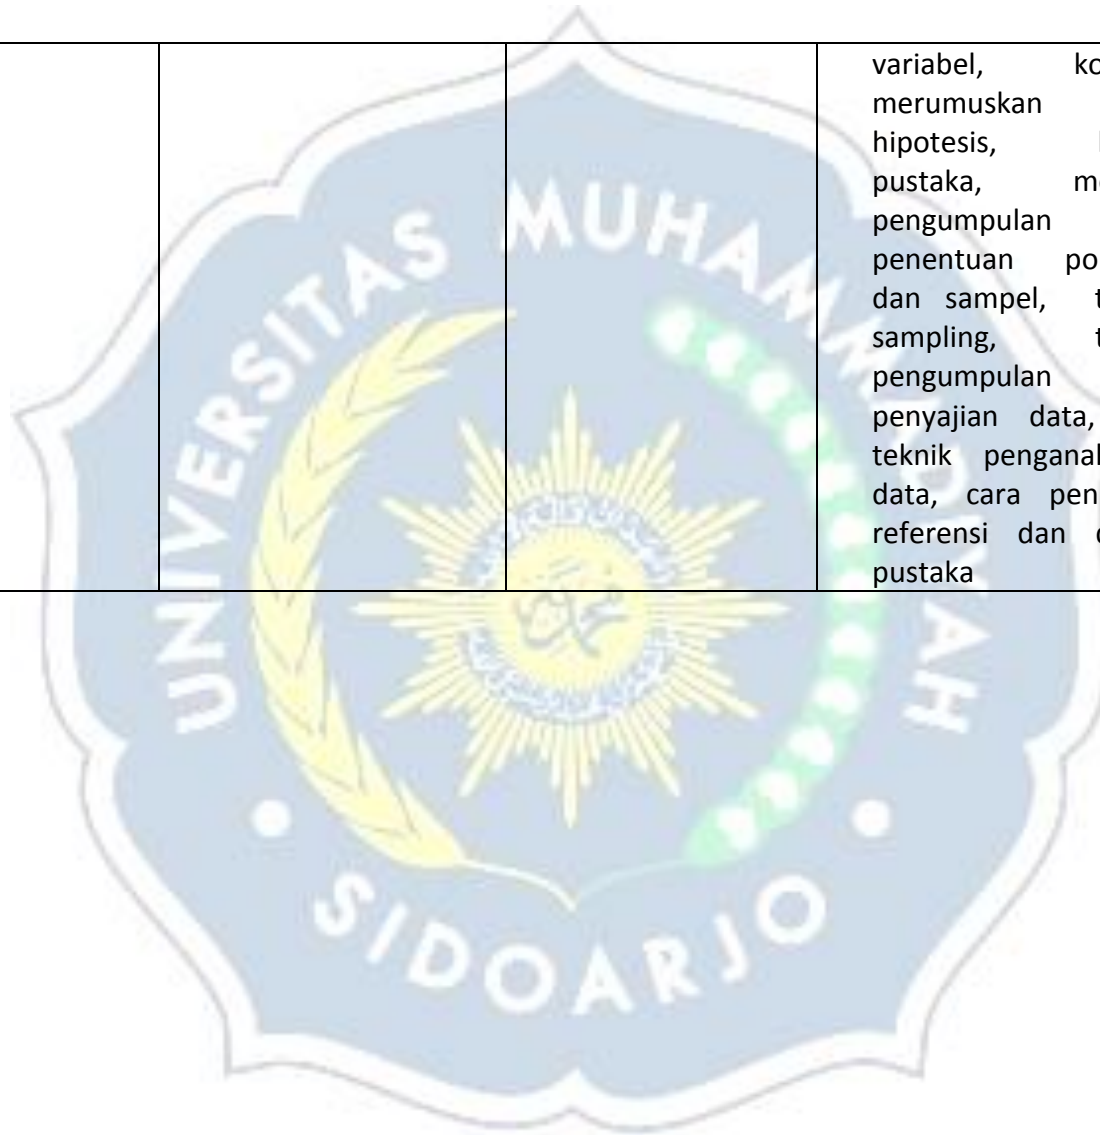 variabel,
merumuskan
hipotesis,
pustaka,
pengumpulan
penentuan
dan sampel,
sampling,
pengumpulan
penyajian data,
teknik
data, cara
referensi dan
pustaka
UNIVERSITAS MUHAMMADIYAH
SIDOARJO